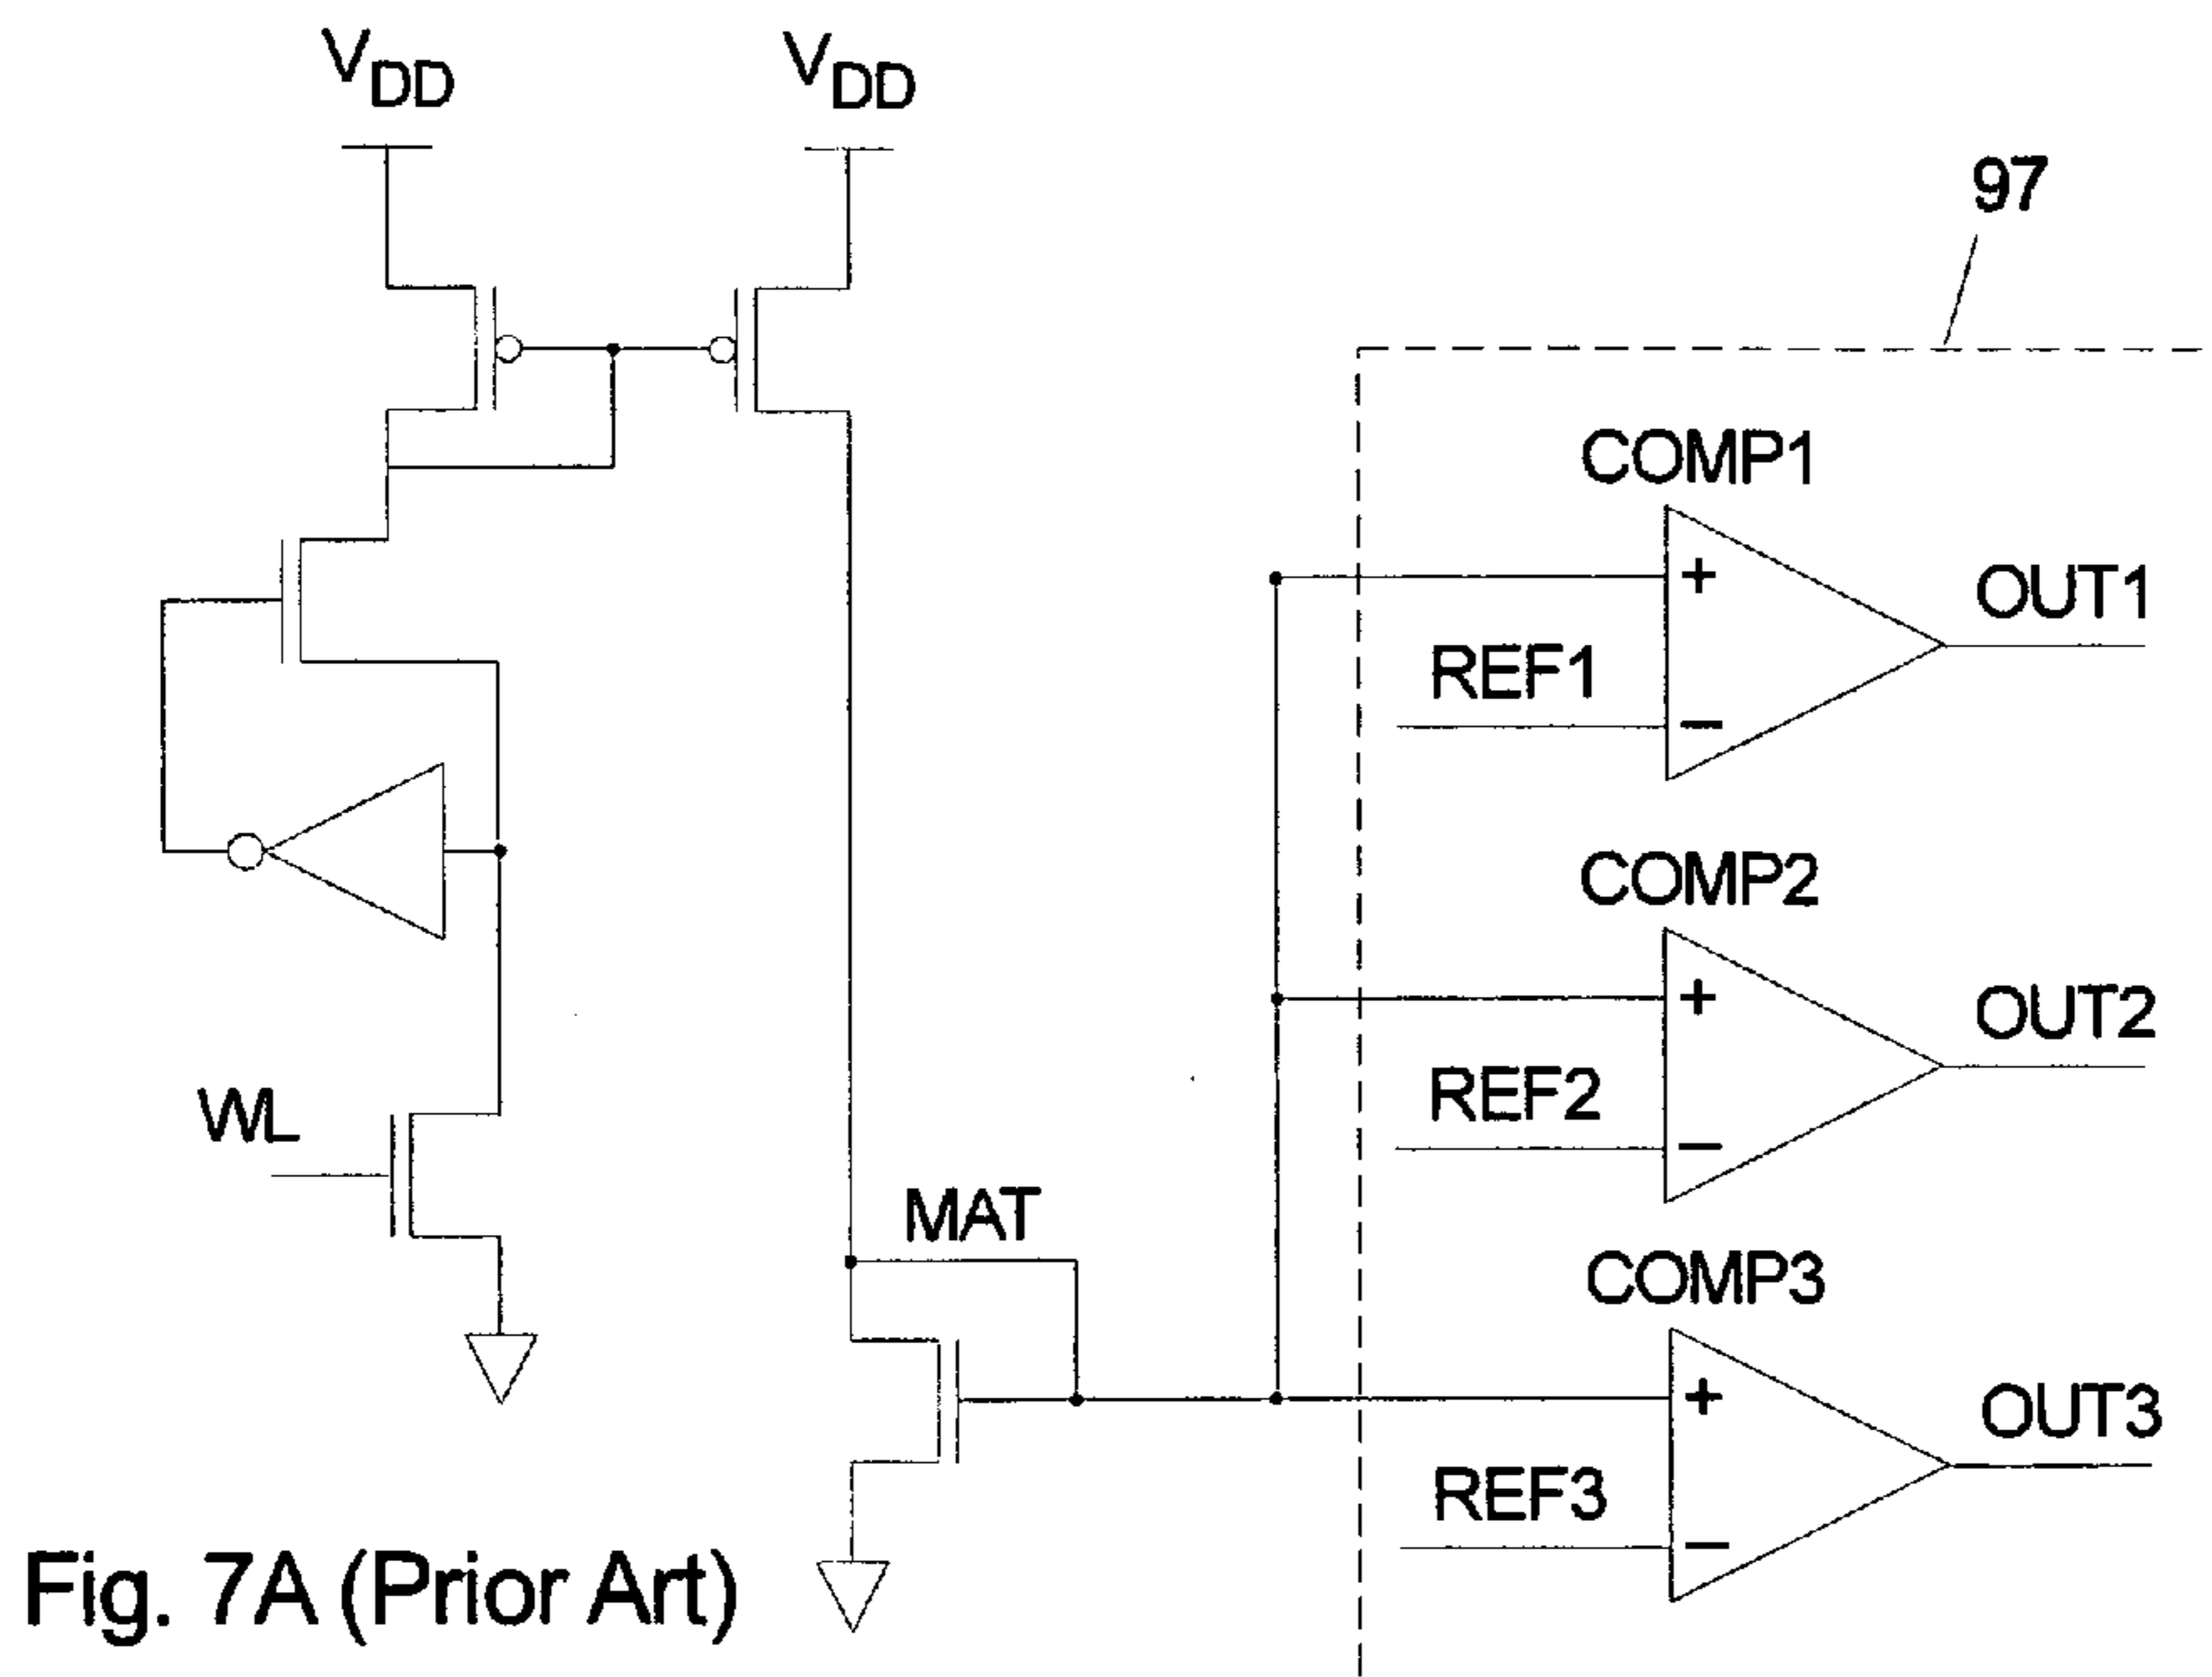 VDD
VDD
97
COMP1
+
OUT1
REF1
−
COMP2
+
OUT2
REF2
−
WL
MAT
COMP3
+
OUT3
REF3
−
Fig. 7A (Prior Art)